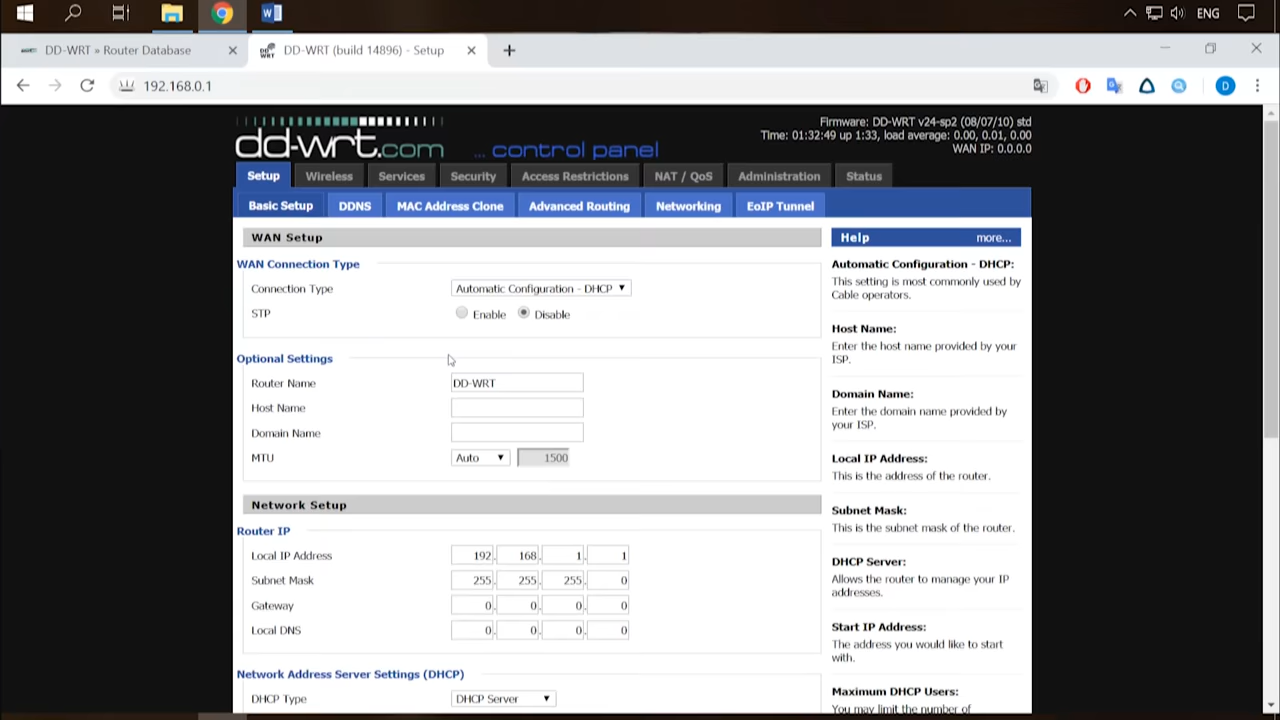 ENG
DD-WRT » Router Database
DD-WRT (build 14896) - Setup
192.168.0.1
D
dd-wrt.com
... control panel
Firmware: DD-WRT v24-sp2 (08/07/10) std
Time: 01:32:49 up 1:33, load average: 0.00, 0.01, 0.00
WAN IP: 0.0.0.0
Setup Wireless Services Security Access Restrictions NAT / QoS Administration Status
Basic Setup DDNS MAC Address Clone Advanced Routing Networking EoIP Tunnel
WAN Setup
WAN Connection Type
Connection Type Automatic Configuration - DHCP
STP Enable Disable
Optional Settings
Router Name DD-WRT
Host Name
Domain Name
MTU Auto 1500
Network Setup
Router IP
Local IP Address 192. 168. 1. 1
Subnet Mask 255. 255. 255. 0
Gateway 0. 0. 0. 0
Local DNS 0. 0. 0. 0
Network Address Server Settings (DHCP)
DHCP Type DHCP Server
Help more...
Automatic Configuration - DHCP:
This setting is most commonly used by
Cable operators.
Host Name:
Enter the host name provided by your
ISP.
Domain Name:
Enter the domain name provided by
your ISP.
Local IP Address:
This is the address of the router.
Subnet Mask:
This is the subnet mask of the router.
DHCP Server:
Allows the router to manage your IP
addresses.
Start IP Address:
The address you would like to start
with.
Maximum DHCP Users:
You may limit the number of